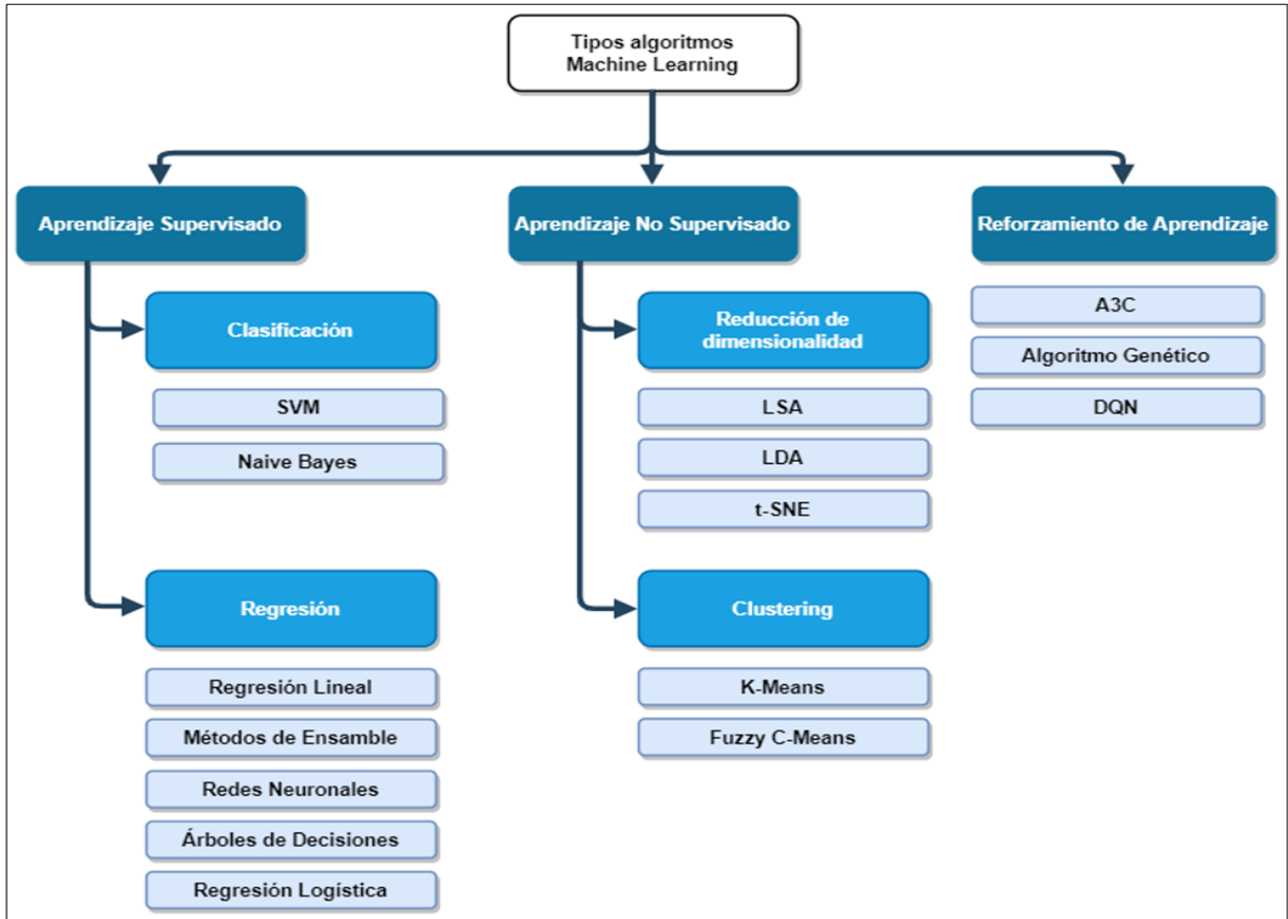 Tipos algoritmos
Machine Learning
Aprendizaje Supervisado
Clasificación
SVM
Naive Bayes
Regresión
Regresión Lineal
Métodos de Ensamble
Redes Neuronales
Árboles de Decisiones
Regresión Logística
Aprendizaje No Supervisado
Reducción de
dimensionalidad
LSA
LDA
t-SNE
Clustering
K-Means
Fuzzy C-Means
Reforzamiento de Aprendizaje
A3C
Algoritmo Genético
DQN